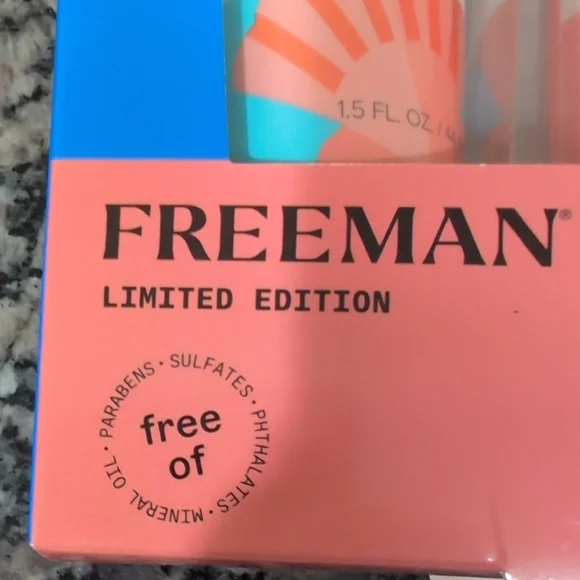 1.5 FL. OZ. |
FREEMAN®
LIMITED EDITION
free
of
PARABENS · SULFATES · PHTHALATES · MINERAL OIL ·